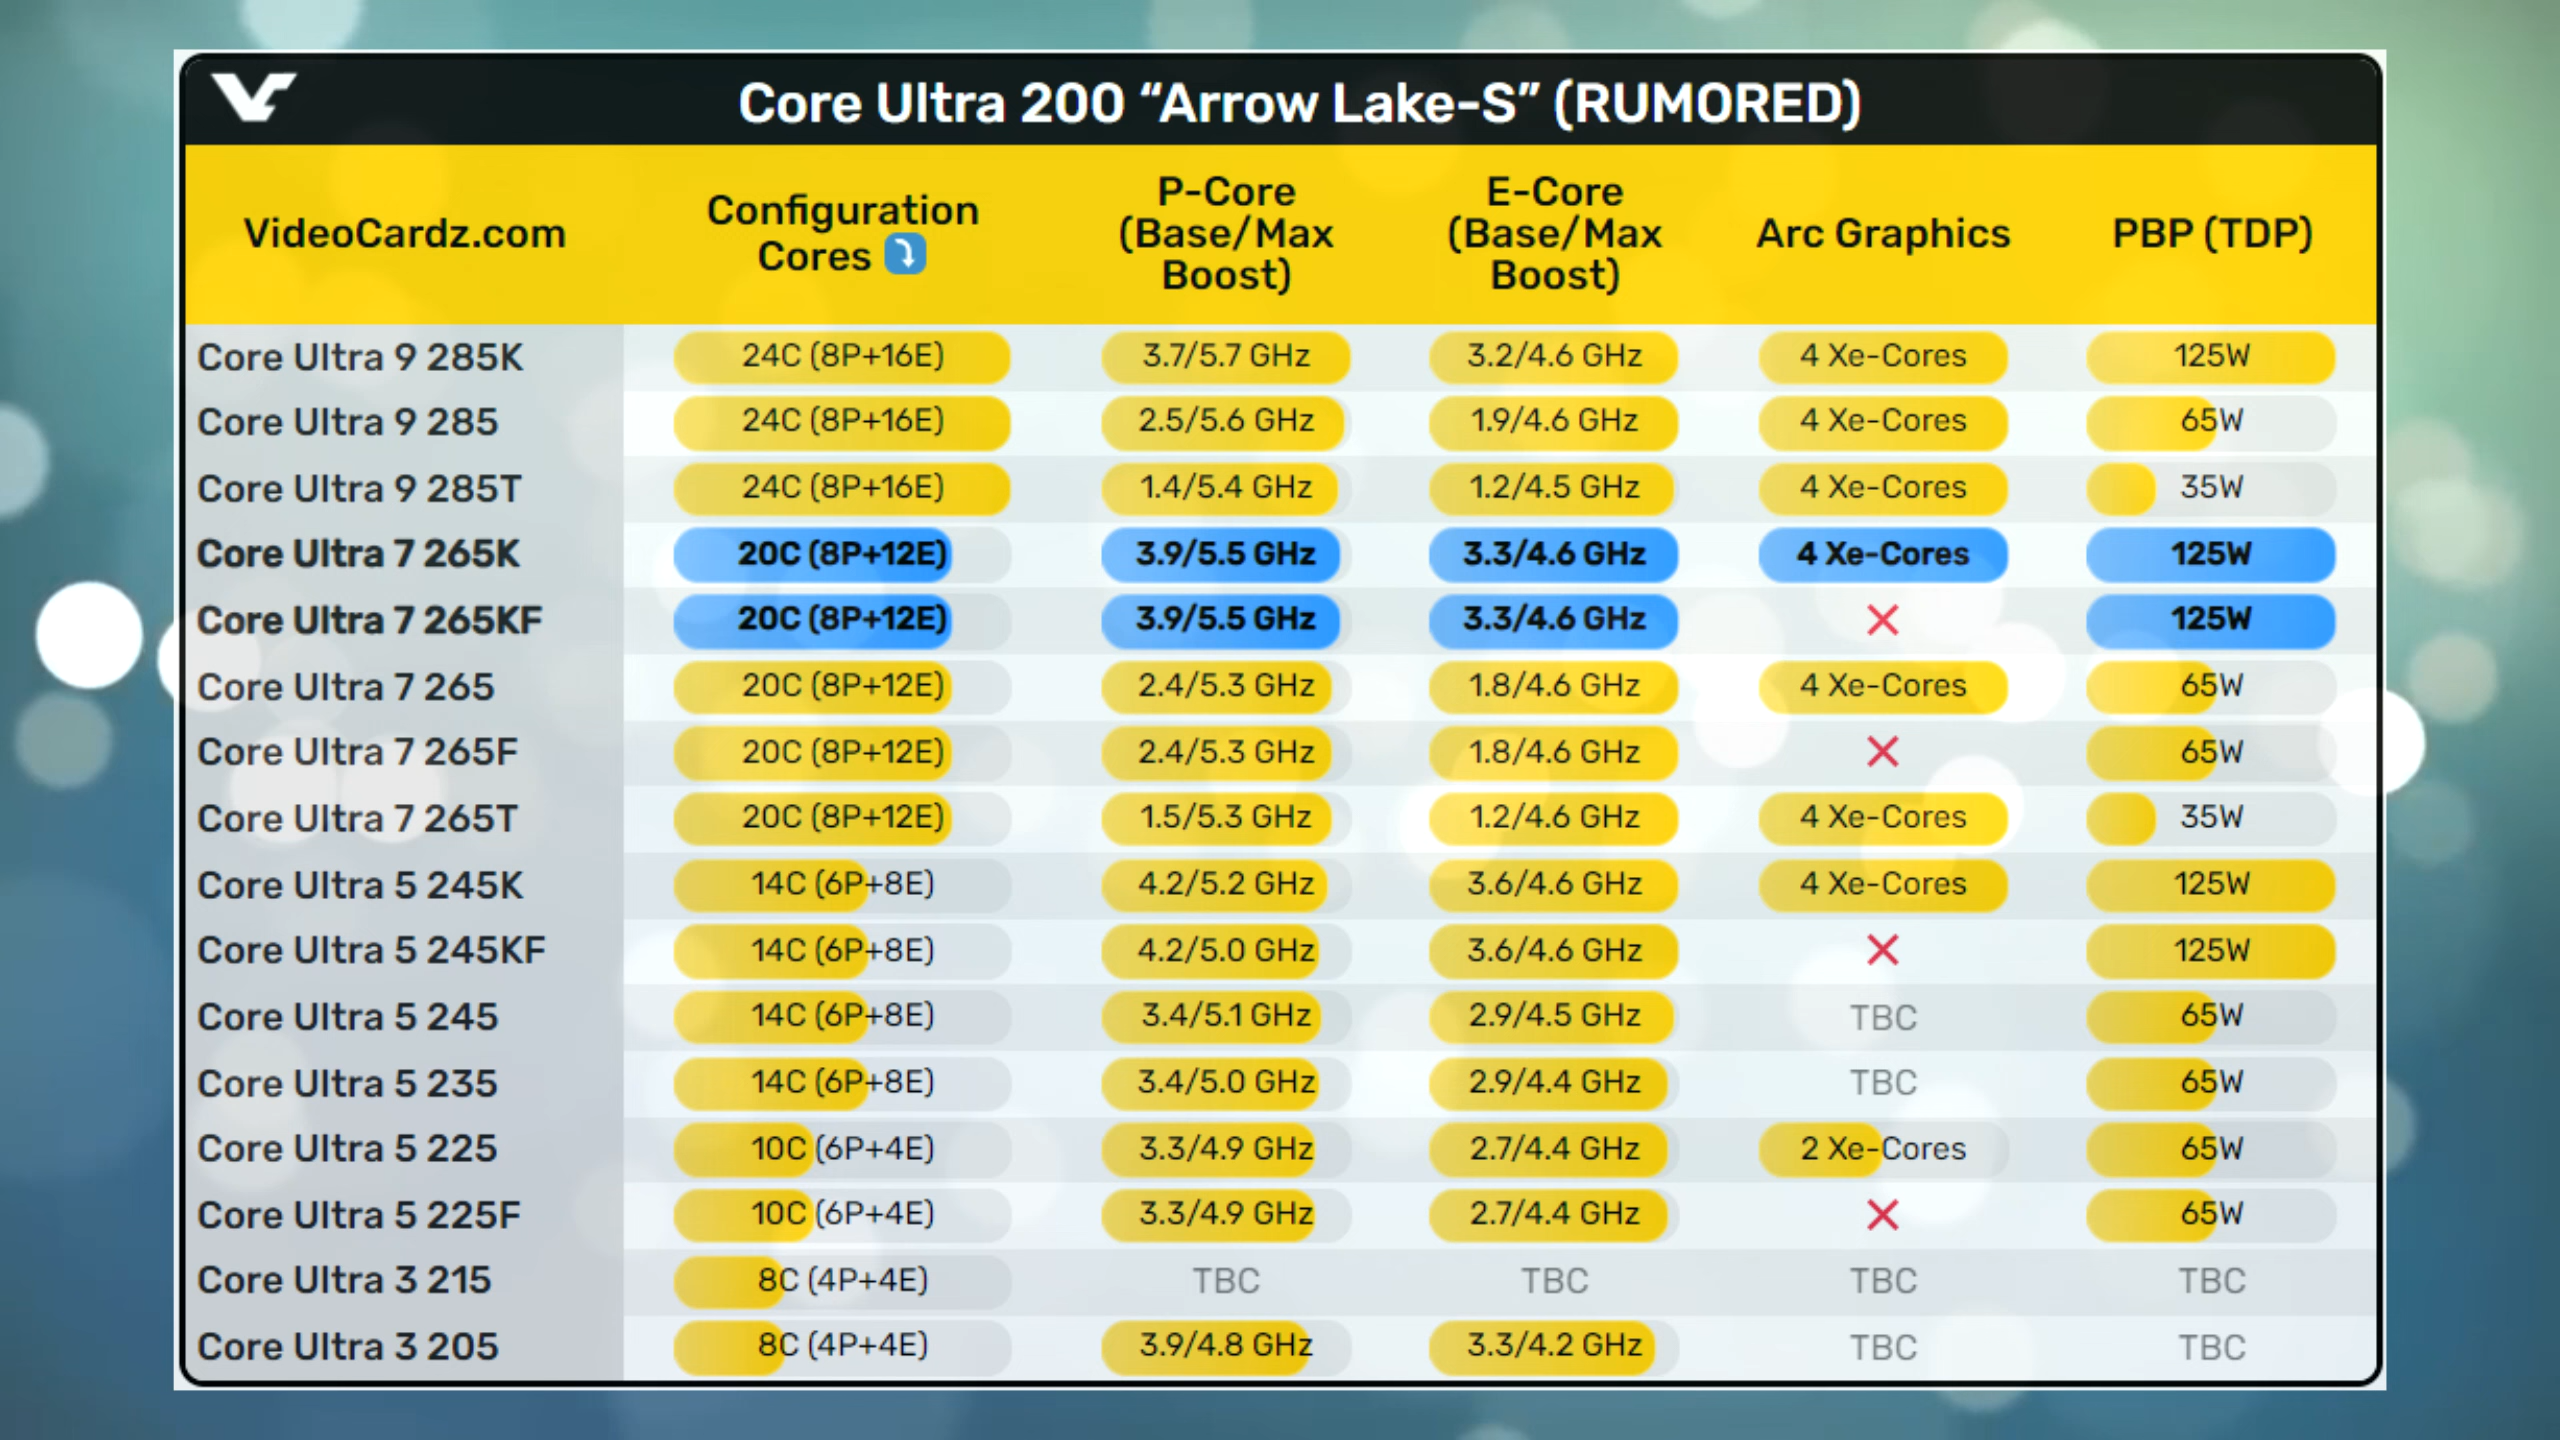 Core Ultra 200 “Arrow Lake-S” (RUMORED)
VideoCardz.com
Configuration
Cores
P-Core
(Base/Max
Boost)
E-Core
(Base/Max
Boost)
Arc Graphics
PBP (TDP)
Core Ultra 9 285K 24C (8P+16E) 3.7/5.7 GHz 3.2/4.6 GHz 4 Xe-Cores 125W
Core Ultra 9 285 24C (8P+16E) 2.5/5.6 GHz 1.9/4.6 GHz 4 Xe-Cores 65W
Core Ultra 9 285T 24C (8P+16E) 1.4/5.4 GHz 1.2/4.5 GHz 4 Xe-Cores 35W
Core Ultra 7 265K 20C (8P+12E) 3.9/5.5 GHz 3.3/4.6 GHz 4 Xe-Cores 125W
Core Ultra 7 265KF 20C (8P+12E) 3.9/5.5 GHz 3.3/4.6 GHz ❌ 125W
Core Ultra 7 265 20C (8P+12E) 2.4/5.3 GHz 1.8/4.6 GHz 4 Xe-Cores 65W
Core Ultra 7 265F 20C (8P+12E) 2.4/5.3 GHz 1.8/4.6 GHz ❌ 65W
Core Ultra 7 265T 20C (8P+12E) 1.5/5.3 GHz 1.2/4.6 GHz 4 Xe-Cores 35W
Core Ultra 5 245K 14C (6P+8E) 4.2/5.2 GHz 3.6/4.6 GHz 4 Xe-Cores 125W
Core Ultra 5 245KF 14C (6P+8E) 4.2/5.0 GHz 3.6/4.6 GHz ❌ 125W
Core Ultra 5 245 14C (6P+8E) 3.4/5.1 GHz 2.9/4.5 GHz TBC 65W
Core Ultra 5 235 14C (6P+8E) 3.4/5.0 GHz 2.9/4.4 GHz TBC 65W
Core Ultra 5 225 10C (6P+4E) 3.3/4.9 GHz 2.7/4.4 GHz 2 Xe-Cores 65W
Core Ultra 5 225F 10C (6P+4E) 3.3/4.9 GHz 2.7/4.4 GHz ❌ 65W
Core Ultra 3 215 8C (4P+4E) TBC TBC TBC TBC
Core Ultra 3 205 8C (4P+4E) 3.9/4.8 GHz 3.3/4.2 GHz TBC TBC